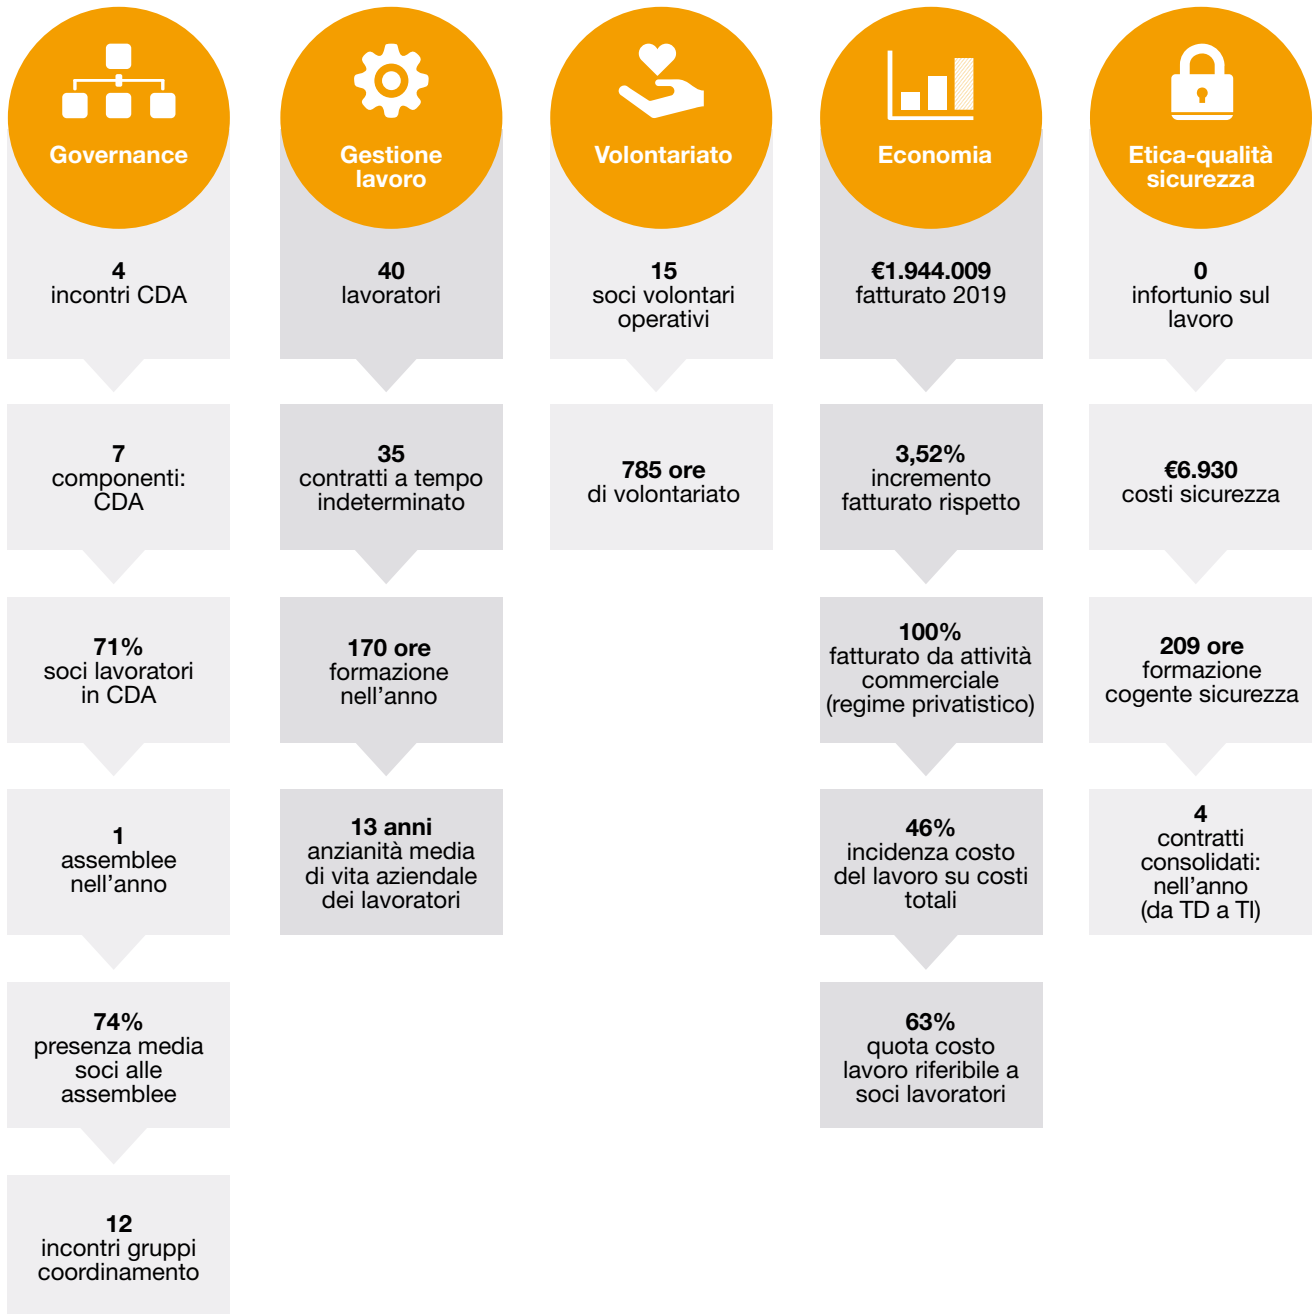 Governance
4
incontri CDA
7
componenti:
CDA
71%
soci lavoratori
in CDA
1
assemblee
nell’anno
74%
presenza media
soci alle
assemblee
12
incontri gruppi
coordinamento
Gestione
lavoro
40
lavoratori
35
contratti a tempo
indeterminato
170 ore
formazione
nell’anno
13 anni
anzianità media
di vita aziendale
dei lavoratori
Volontariato
15
soci volontari
operativi
785 ore
di volontariato
Economia
€1.944.009
fatturato 2019
3,52%
incremento
fatturato rispetto
100%
fatturato da attività
commerciale
(regime privatistico)
46%
incidenza costo
del lavoro su costi
totali
63%
quota costo
lavoro riferibile a
soci lavoratori
Etica-qualità
sicurezza
0
infortunio sul
lavoro
€6.930
costi sicurezza
209 ore
formazione
cogente sicurezza
4
contratti
consolidati:
nell’anno
(da TD a TI)